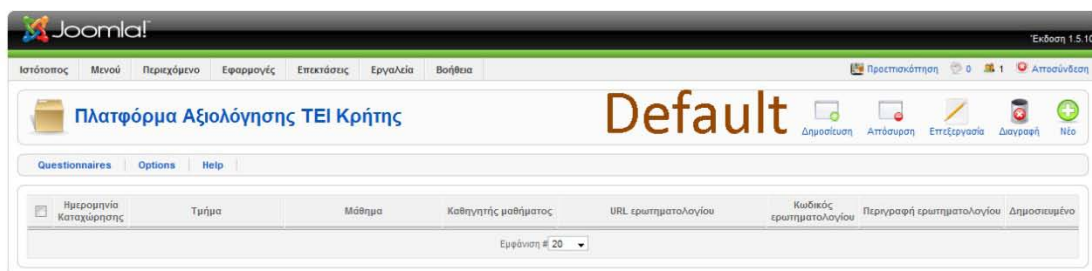 Joomla!
Έκδοση 1.5.10
Ιστότοπος Μενού Περιεχόμενο Εφαρμογές Επεκτάσεις Εργαλεία Βοήθεια Προεπισκόπηση 0 1 Αποσύνδεση
Πλατφόρμα Αξιολόγησης ΤΕΙ Κρήτης Default Δημοσίευση Απόσυρση Επεξεργασία Διαγραφή Νέο
Questionnaires Options Help
Ημερομηνία Καταχώρησης Τμήμα Μάθημα Καθηγητής μαθήματος URL ερωτηματολογίου Κωδικός ερωτηματολογίου Περιγραφή ερωτηματολογίου Δημοσιευμένο
Εμφάνιση # 20